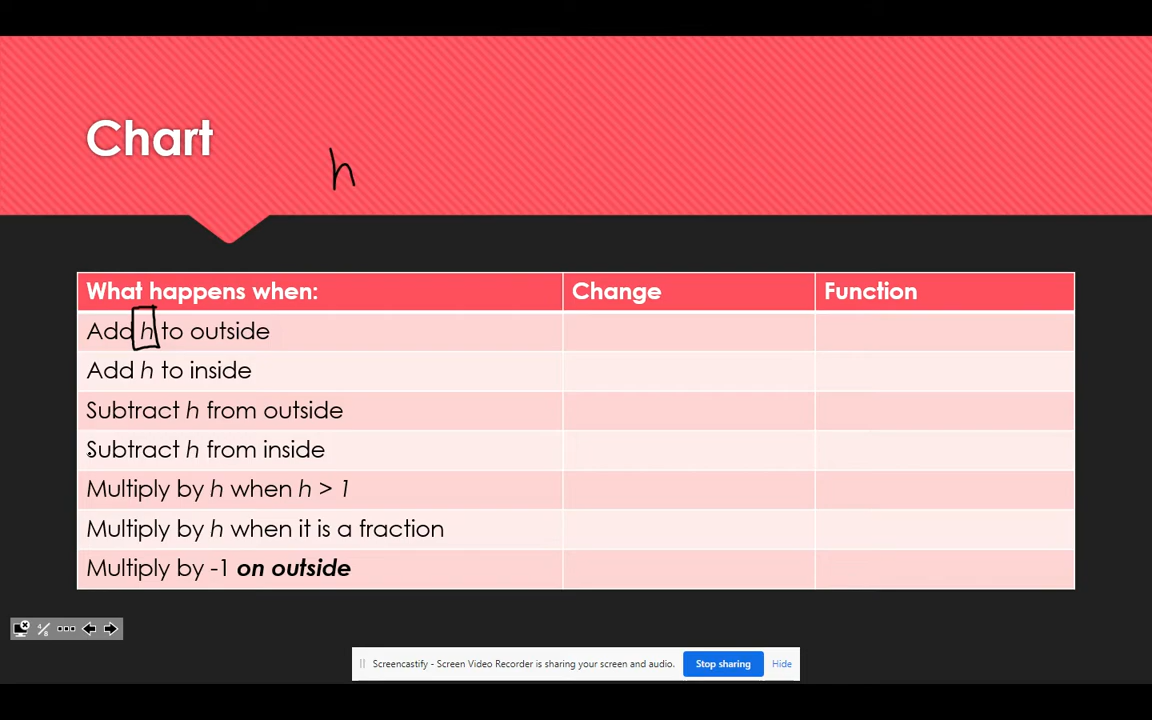 Chart
h
What happens when: Change Function
Add h to outside
Add h to inside
Subtract h from outside
Subtract h from inside
Multiply by h when h > 1
Multiply by h when it is a fraction
Multiply by -1 on outside
4/8
Screencastify - Screen Video Recorder is sharing your screen and audio. Stop sharing Hide